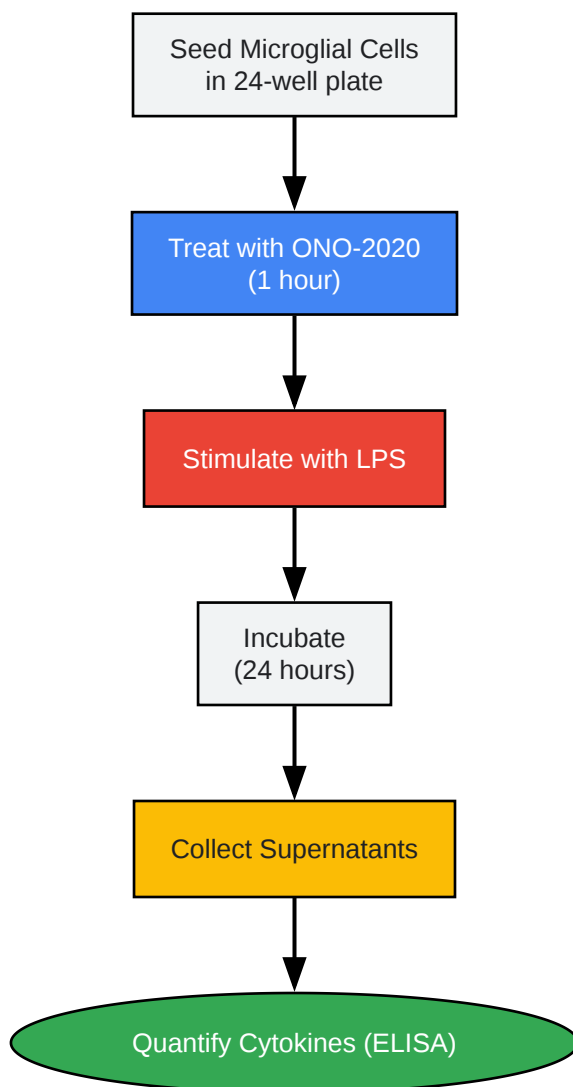 Seed Microglial Cells
in 24-well plate
Treat with ONO-2020
(1 hour)
Stimulate with LPS
Incubate
(24 hours)
Collect Supernatants
Quantify Cytokines (ELISA)